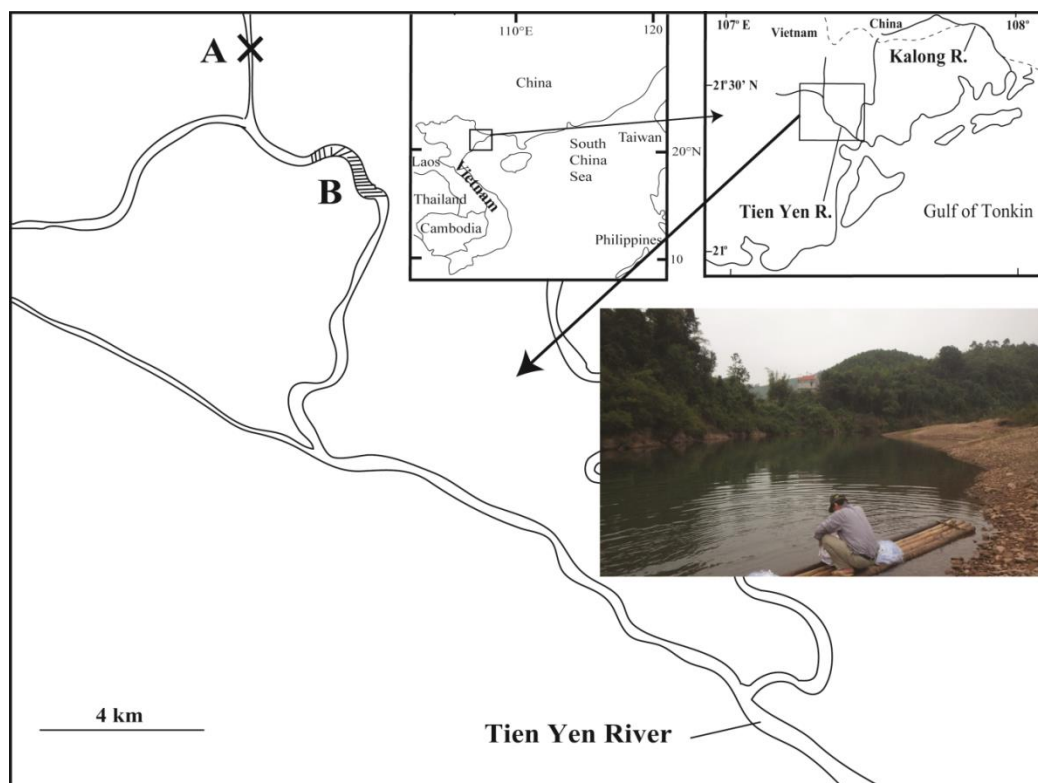 A
B
110°E
120
China
Taiwan
20°N
South
China
Sea
Laos
Vietnam
Thailand
Cambodia
Philippines
10
107° E
108°
China
Vietnam
Kalong R.
21°30' N
Tien Yen R.
Gulf of Tonkin
21°
4 km
Tien Yen River